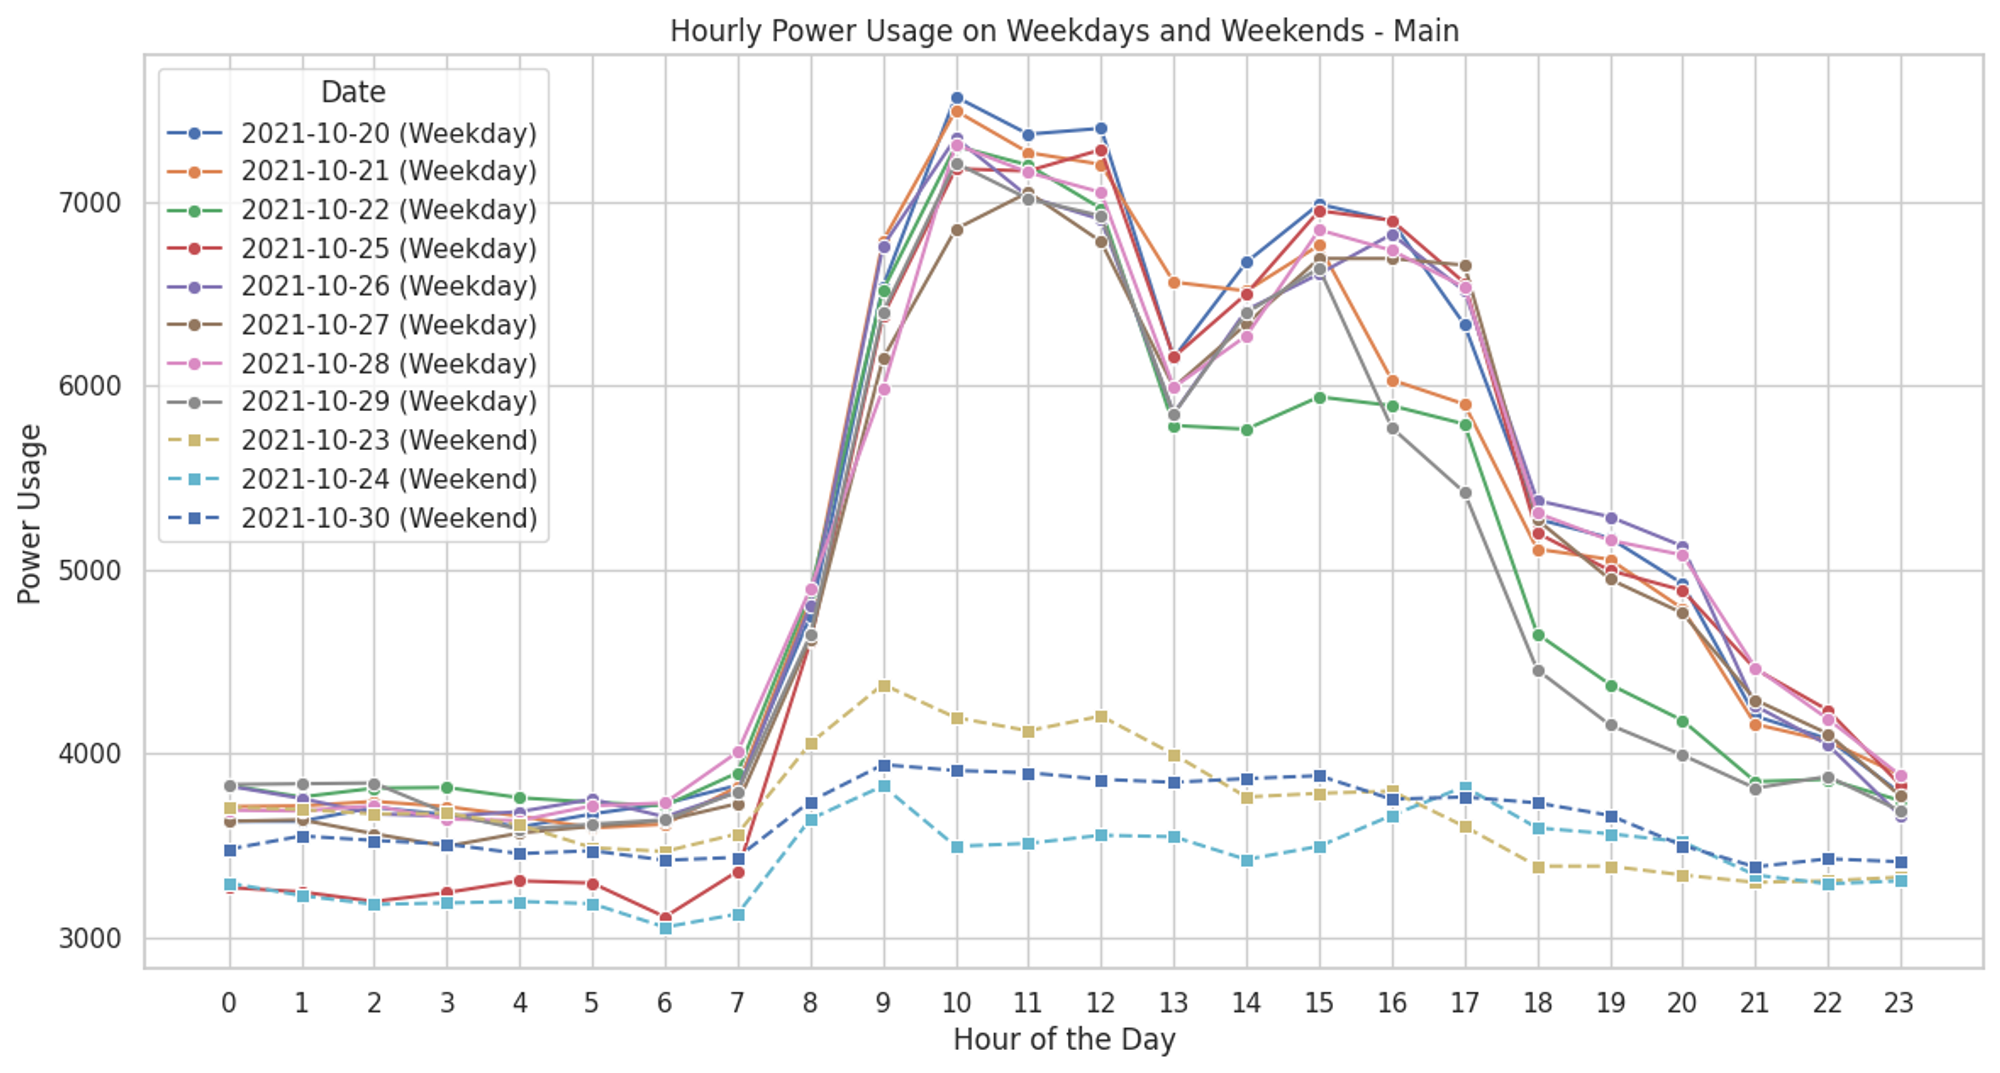 Hourly Power Usage on Weekdays and Weekends - Main
Date
2021-10-20 (Weekday)
2021-10-21 (Weekday)
2021-10-22 (Weekday)
2021-10-25 (Weekday)
2021-10-26 (Weekday)
2021-10-27 (Weekday)
2021-10-28 (Weekday)
2021-10-29 (Weekday)
2021-10-23 (Weekend)
2021-10-24 (Weekend)
2021-10-30 (Weekend)
Power Usage
7000
6000
5000
4000
3000
0 1 2 3 4 5 6 7 8 9 10 11 12 13 14 15 16 17 18 19 20 21 22 23
Hour of the Day